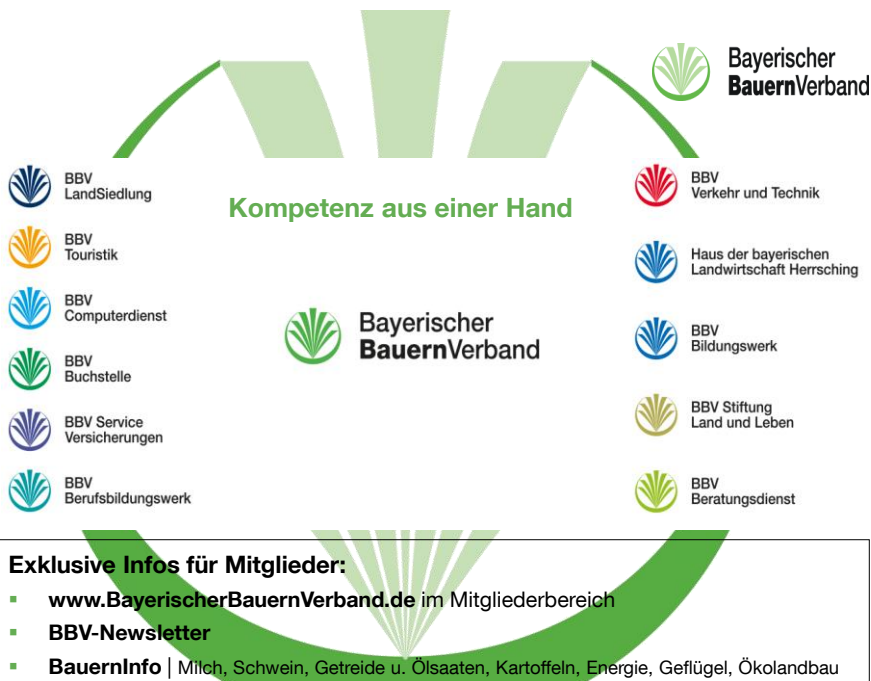 Bayerischer
BauernVerband
Kompetenz aus einer Hand
BBV
LandSiedlung
BBV
Touristik
BBV
Computerdienst
BBV
Buchstelle
BBV Service
Versicherungen
BBV
Berufsbildungswerk
Bayerischer
BauernVerband
BBV
Verkehr und Technik
Haus der bayerischen
Landwirtschaft Herrsching
BBV
Bildungswerk
BBV Stiftung
Land und Leben
BBV
Beratungsdienst
Exklusive Infos für Mitglieder:
▪ www.BayerischerBauernVerband.de im Mitgliederbereich
▪ BBV-Newsletter
▪ BauernInfo | Milch, Schwein, Getreide u. Ölsaaten, Kartoffeln, Energie, Geflügel, Ökolandbau